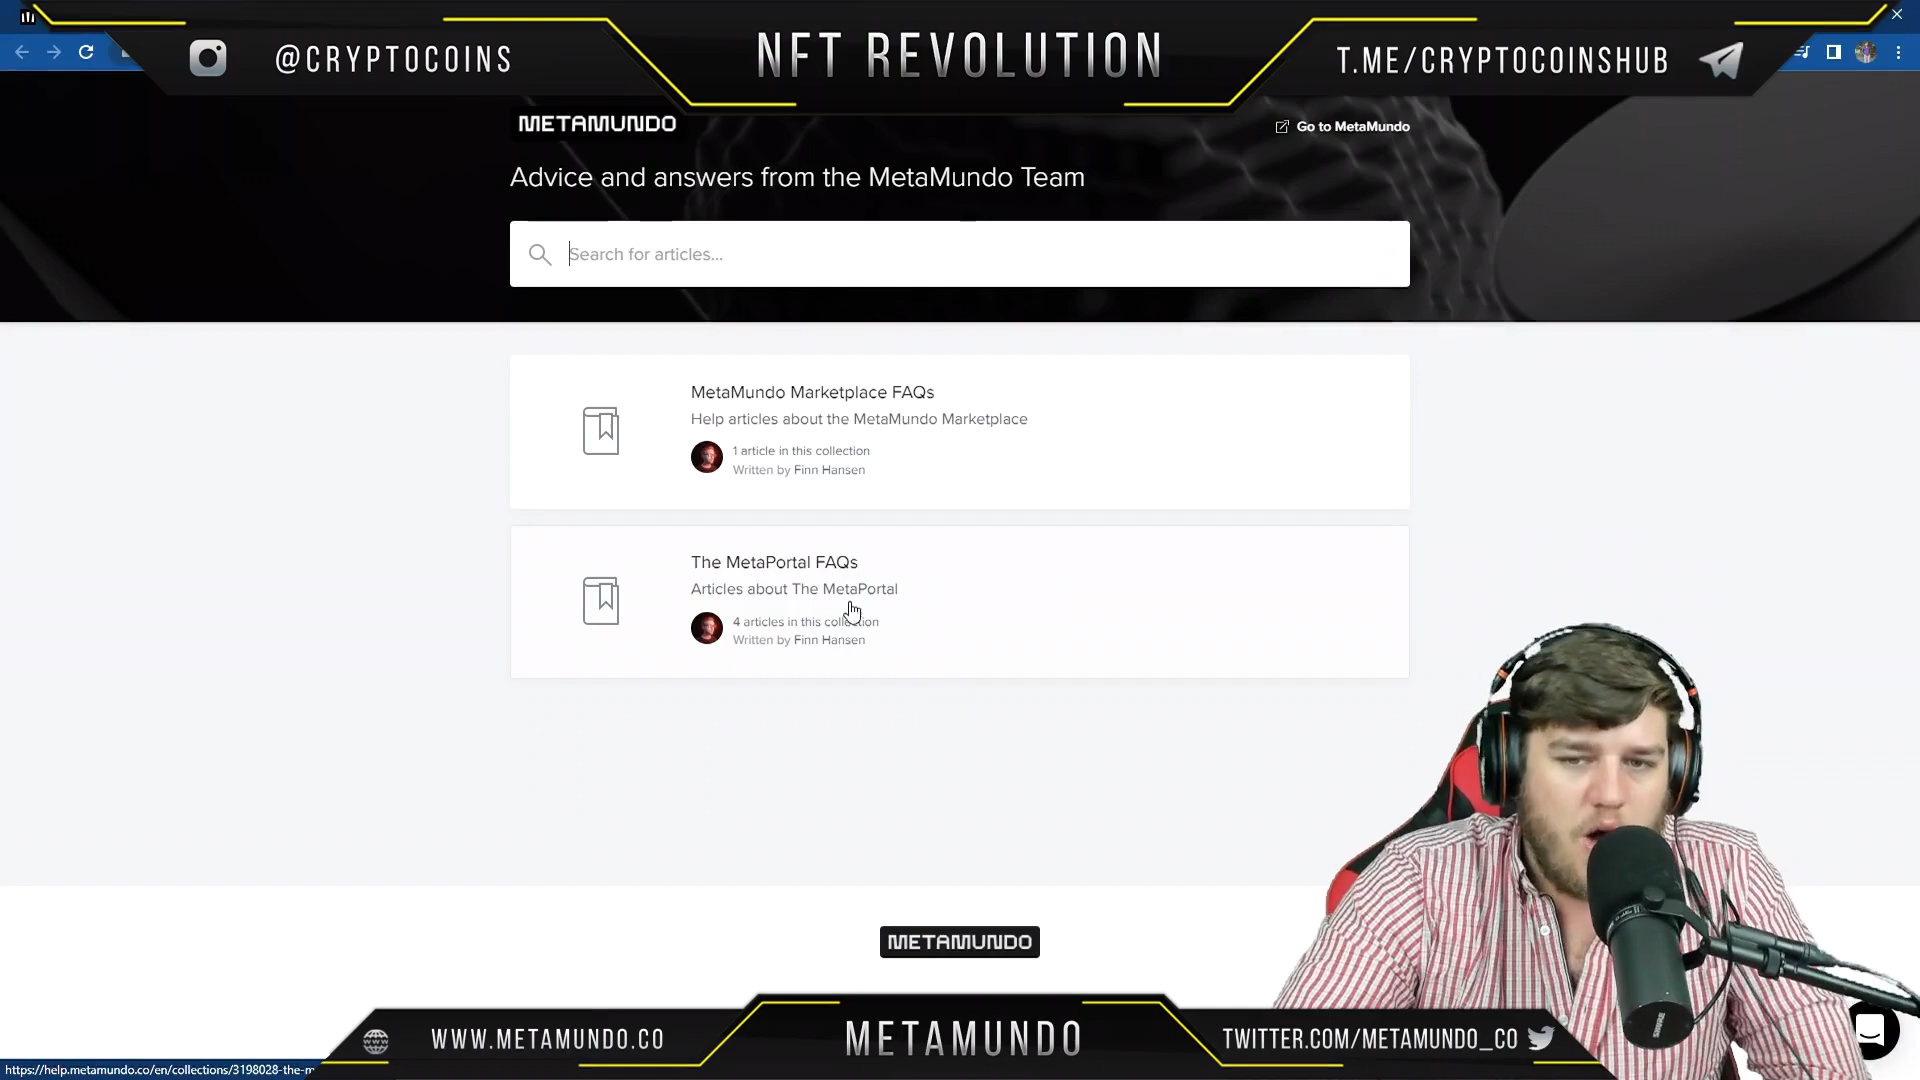 @CRYPTOCOINS
NFT REVOLUTION
T.ME/CRYPTOCOINSHUB
METAMUNDO
Go to MetaMundo
Advice and answers from the MetaMundo Team
Search for articles...
MetaMundo Marketplace FAQs
Help articles about the MetaMundo Marketplace
1 article in this collection
Written by Finn Hansen
The MetaPortal FAQs
Articles about The MetaPortal
4 articles in this collection
Written by Finn Hansen
METAMUNDO
SHURE
WWW.METAMUNDO.CO
METAMUNDO
TWITTER.COM/METAMUNDO_CO
https://help.metamundo.co/en/collections/3198028-the-m